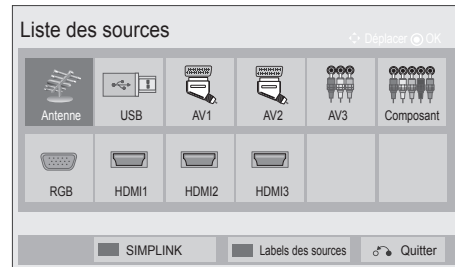 Liste des sources
Déplacer OK
Antenne USB AV1 AV2 AV3 Composant
RGB HDMI1 HDMI2 HDMI3
SIMPLINK Labels des sources Quitter